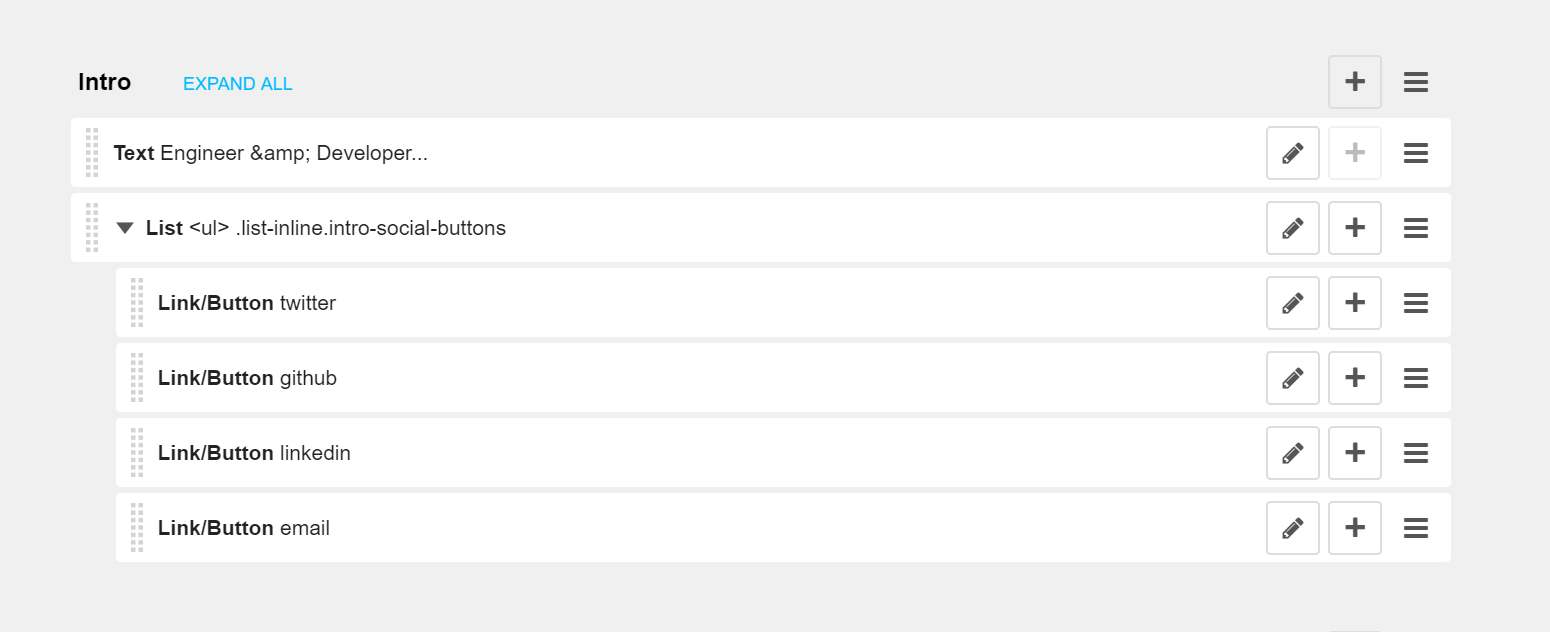 Intro EXPAND ALL
Text Engineer &amp; Developer...
List <ul> .list-inline.intro-social-buttons
Link/Button twitter
Link/Button github
Link/Button linkedin
Link/Button email